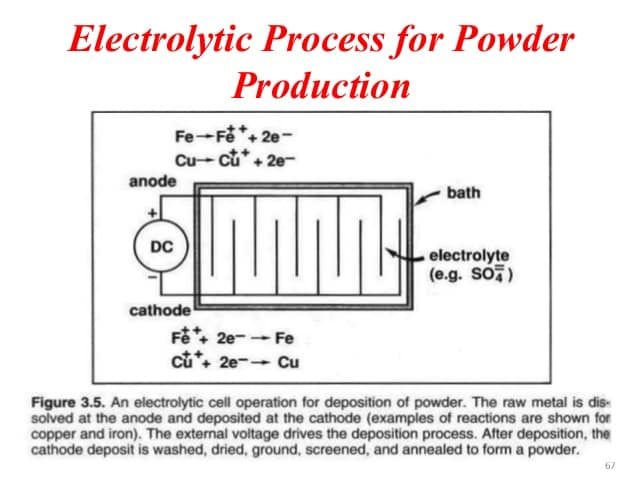 Electrolytic Process for Powder
Production
Fe→Fe⁺⁺+ 2e−
Cu→ Cu⁺⁺+ 2e−
anode
bath
+
DC
−
electrolyte
(e.g. SO₄⁼)
cathode
Fe⁺⁺+ 2e−→ Fe
Cu⁺⁺+ 2e−→ Cu
Figure 3.5. An electrolytic cell operation for deposition of powder. The raw metal is dis-
solved at the anode and deposited at the cathode (examples of reactions are shown for
copper and iron). The external voltage drives the deposition process. After deposition, the
cathode deposit is washed, dried, ground, screened, and annealed to form a powder.
67